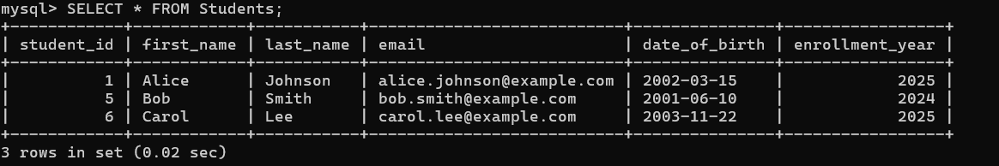 mysql> SELECT * FROM Students;
+------------+------------+-----------+---------------------------+---------------+-----------------+
| student_id | first_name | last_name | email                     | date_of_birth | enrollment_year |
+------------+------------+-----------+---------------------------+---------------+-----------------+
|          1 | Alice      | Johnson   | alice.johnson@example.com | 2002-03-15    |            2025 |
|          5 | Bob        | Smith     | bob.smith@example.com     | 2001-06-10    |            2024 |
|          6 | Carol      | Lee       | carol.lee@example.com     | 2003-11-22    |            2025 |
+------------+------------+-----------+---------------------------+---------------+-----------------+
3 rows in set (0.02 sec)